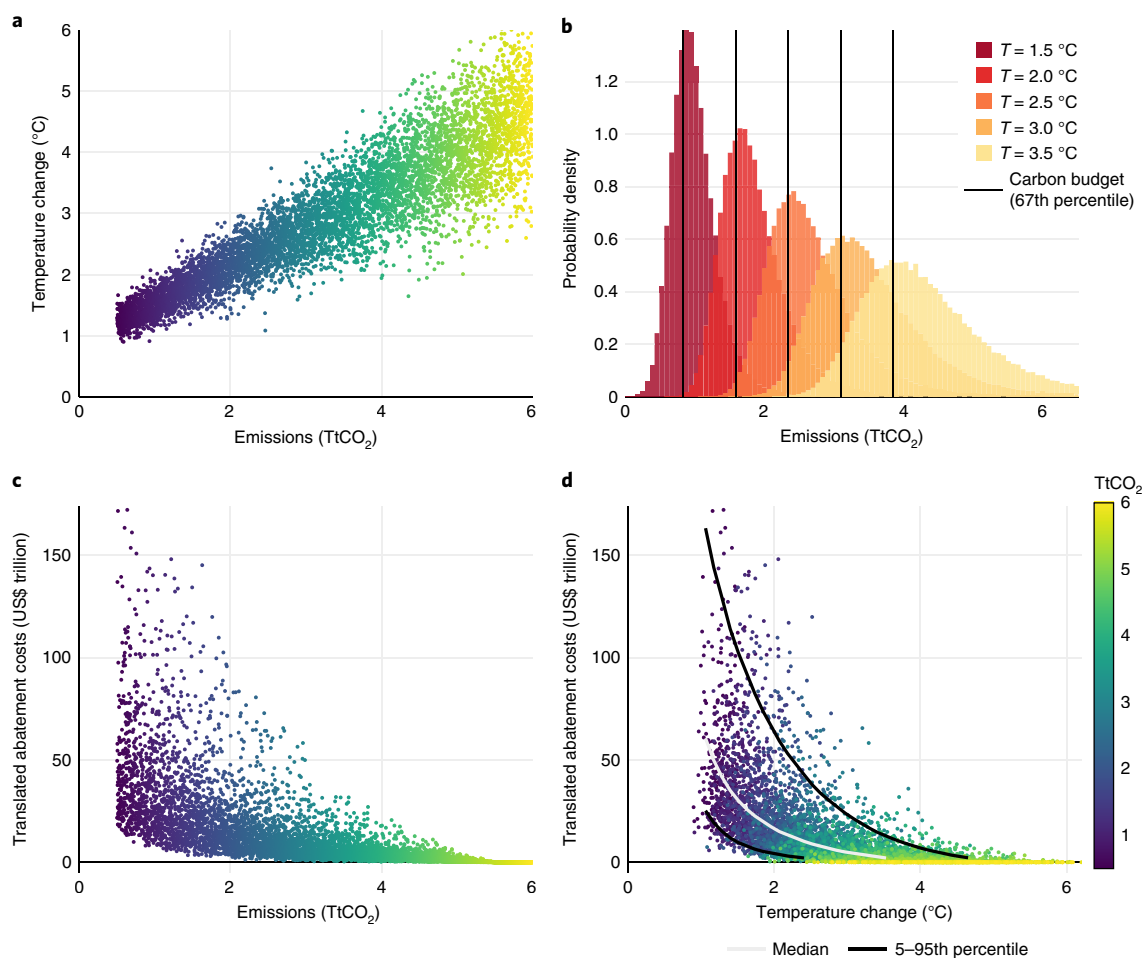 a
6
5
4
3
2
1
0
Temperature change (°C)
0 2 4 6
Emissions (TtCO₂)
b
T = 1.5 °C
T = 2.0 °C
T = 2.5 °C
T = 3.0 °C
T = 3.5 °C
Carbon budget
(67th percentile)
1.2
1.0
0.8
0.6
0.4
0.2
0
Probability density
0 2 4 6
Emissions (TtCO₂)
c
150
100
50
0
Translated abatement costs (US$ trillion)
0 2 4 6
Emissions (TtCO₂)
d
150
100
50
0
Translated abatement costs (US$ trillion)
0 2 4 6
Temperature change (°C)
Median 5–95th percentile
TtCO₂
6
5
4
3
2
1